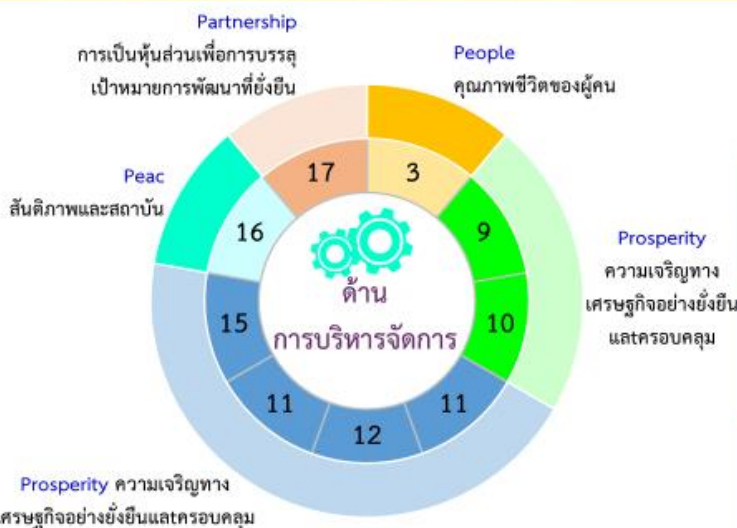 Partnership
การเป็นหุ้นส่วนเพื่อการบรรลุ
เป้าหมายการพัฒนาที่ยั่งยืน
People
คุณภาพชีวิตของผู้คน
Peac
สันติภาพและสถาบัน
17
3
16
9
Prosperity
ความเจริญทาง
เศรษฐกิจอย่างยั่งยืน
และครอบคลุม
ด้าน
การบริหารจัดการ
15
10
11
11
12
Prosperity ความเจริญทาง
เศรษฐกิจอย่างยั่งยืนและครอบคลุม